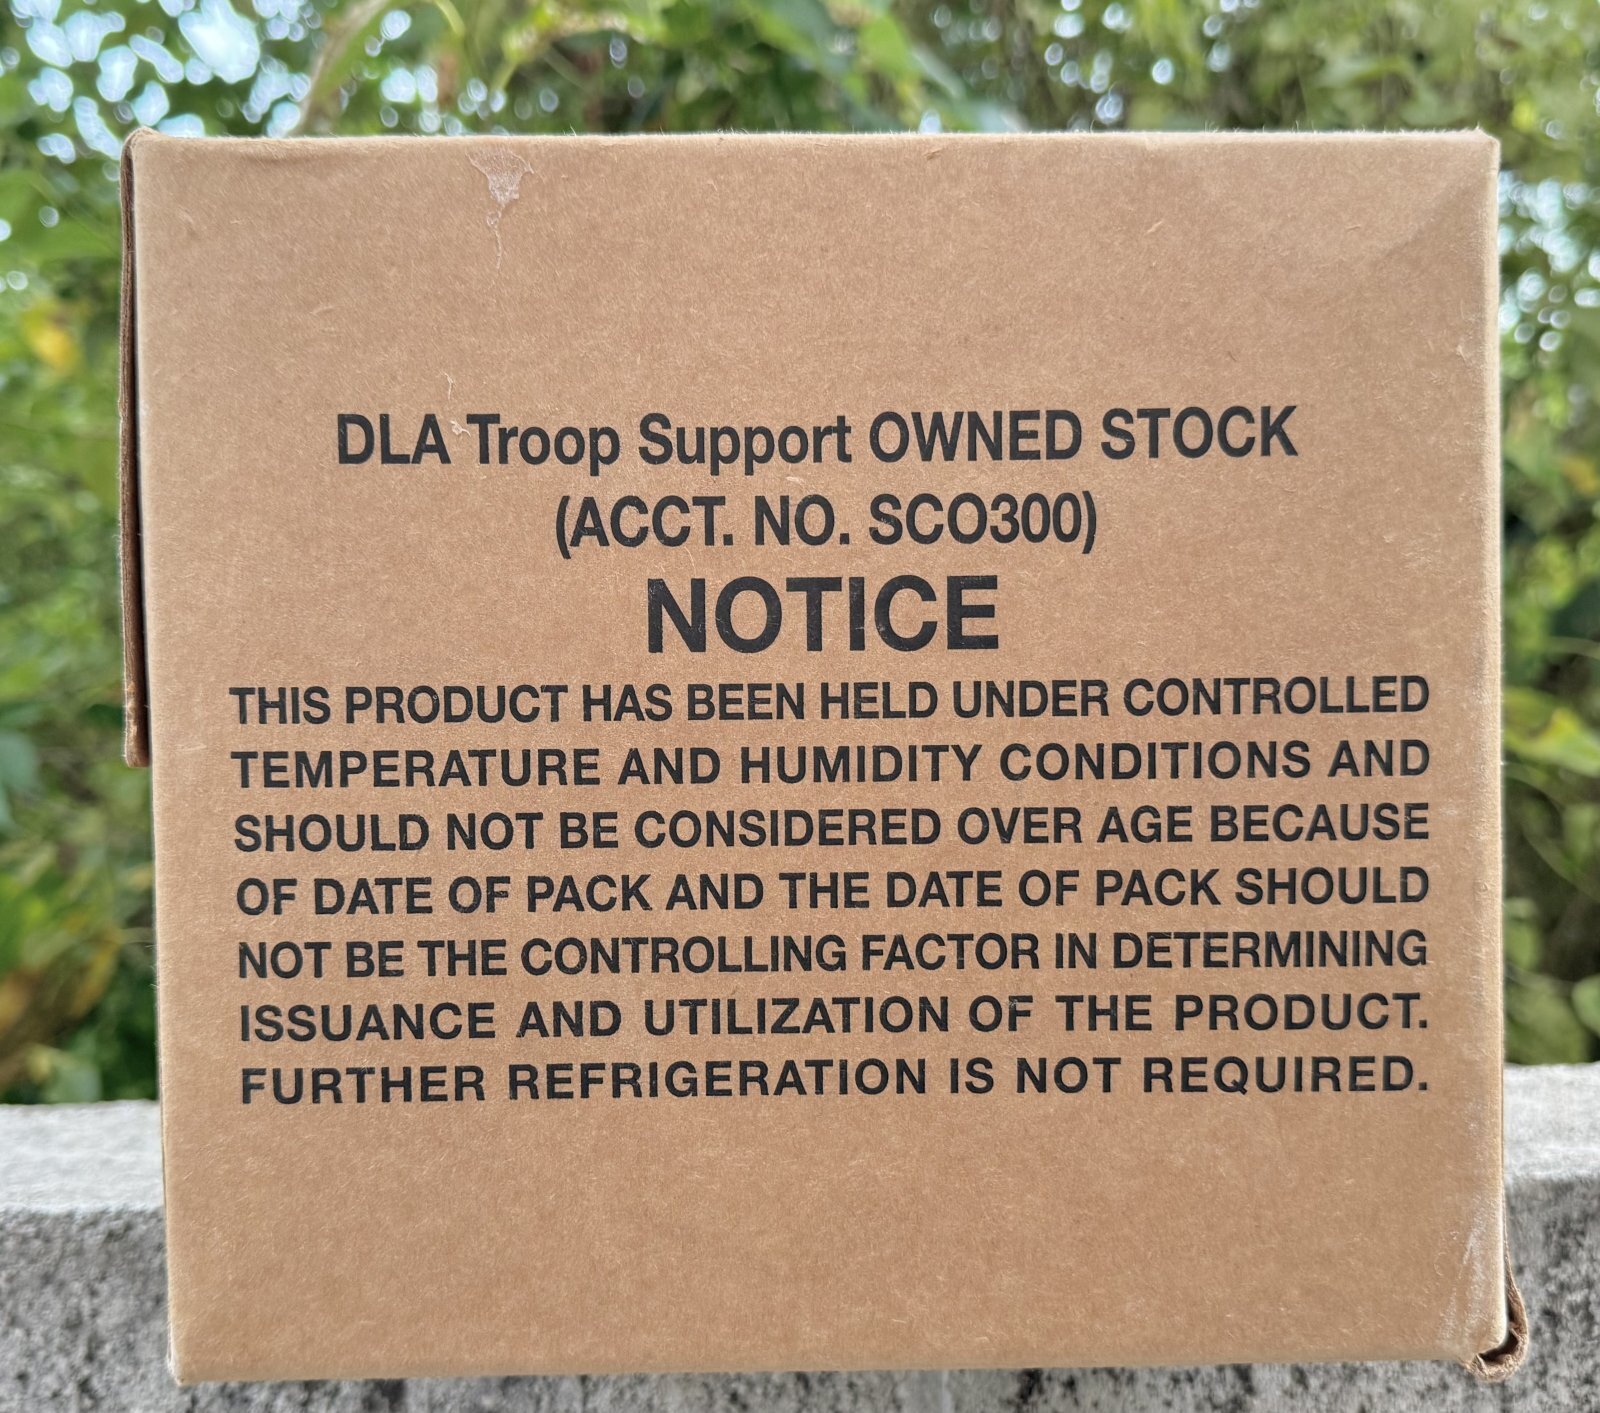 DLA Troop Support OWNED STOCK
(ACCT. NO. SCO300)
NOTICE
THIS PRODUCT HAS BEEN HELD UNDER CONTROLLED
TEMPERATURE AND HUMIDITY CONDITIONS AND
SHOULD NOT BE CONSIDERED OVER AGE BECAUSE
OF DATE OF PACK AND THE DATE OF PACK SHOULD
NOT BE THE CONTROLLING FACTOR IN DETERMINING
ISSUANCE AND UTILIZATION OF THE PRODUCT.
FURTHER REFRIGERATION IS NOT REQUIRED.